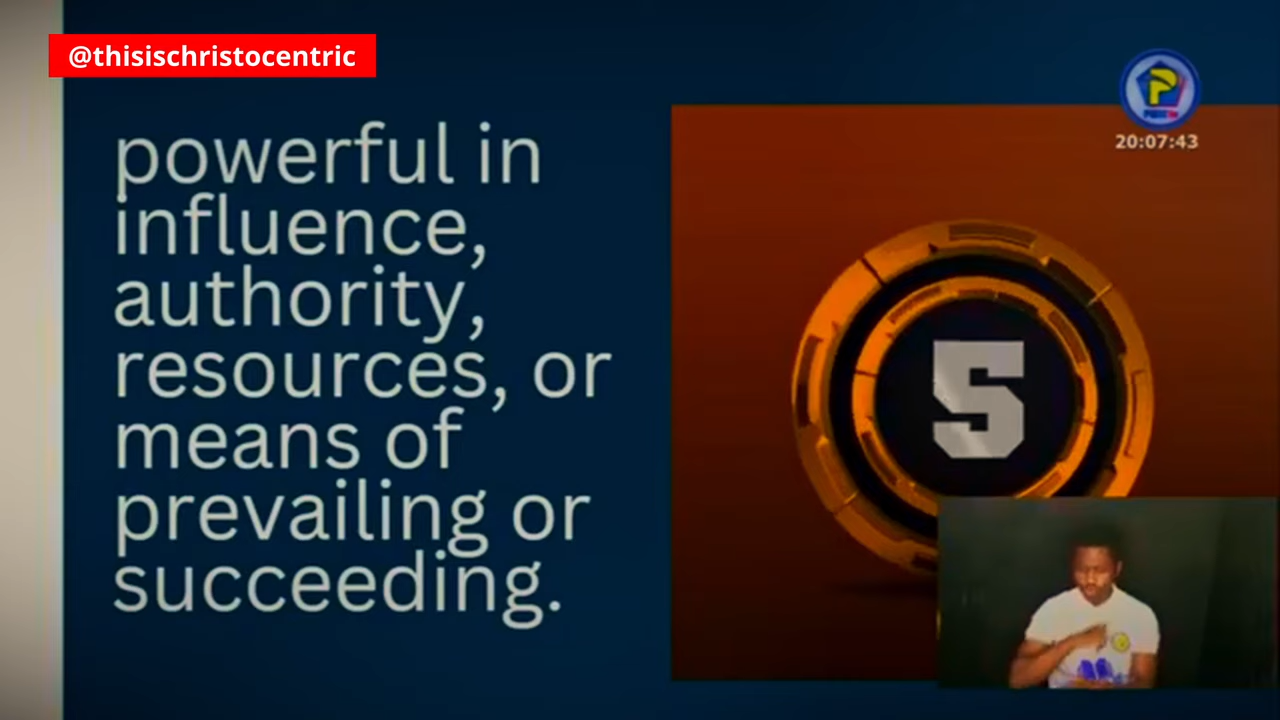 @thisischristocentric
powerful in
influence,
authority,
resources, or
means of
prevailing or
succeeding.
20:07:43
5
P